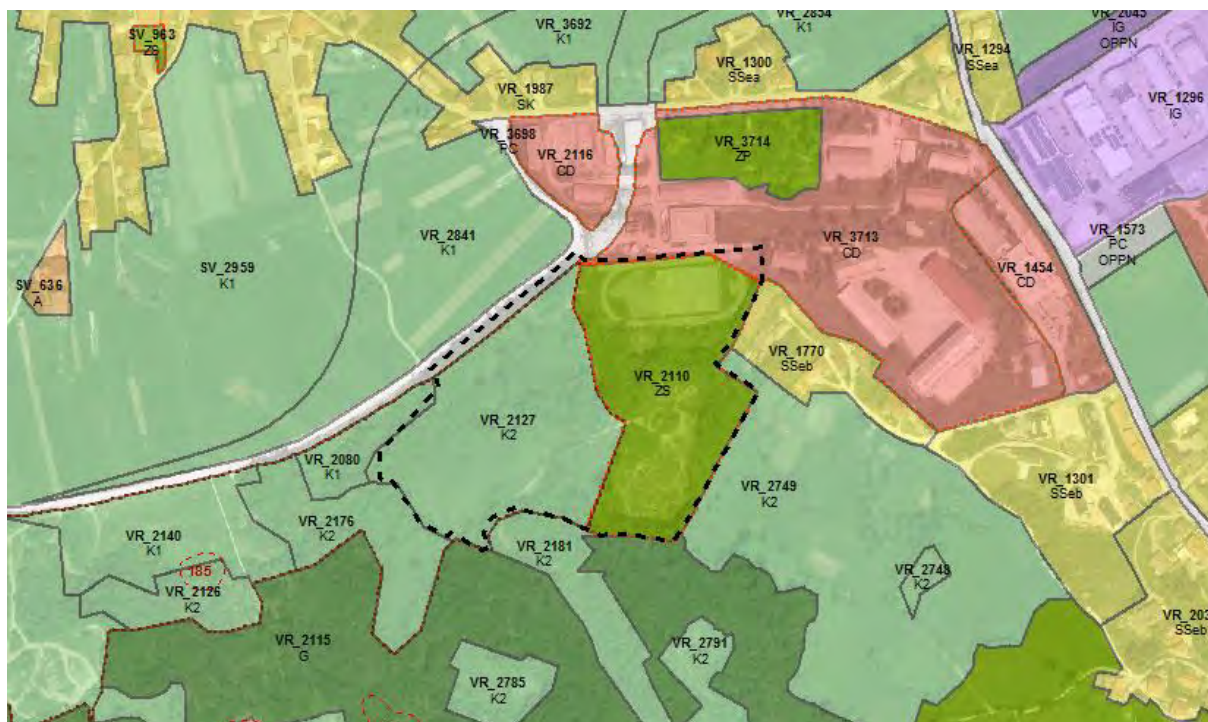 VR_3692
K1
VR_2854
K1
VR_2045
IG
OPPN
SV_963
ZS
VR_1294
SSea
VR_1300
SSea
VR_1987
SK
VR_1296
IG
VR_3698
PC
VR_2116
CD
VR_3714
ZP
VR_2841
K1
VR_3713
CD
VR_1573
PC
OPPN
SV_2959
K1
VR_1454
CD
SV_636
A
VR_1770
SSeb
VR_2110
ZS
VR_2127
K2
VR_2080
K1
VR_2749
K2
VR_1301
SSeb
VR_2140
K1
VR_2176
K2
VR_2181
K2
185
VR_2126
K2
VR_2748
K2
VR_203
SSeb
VR_2115
G
VR_2791
K2
VR_2785
K2